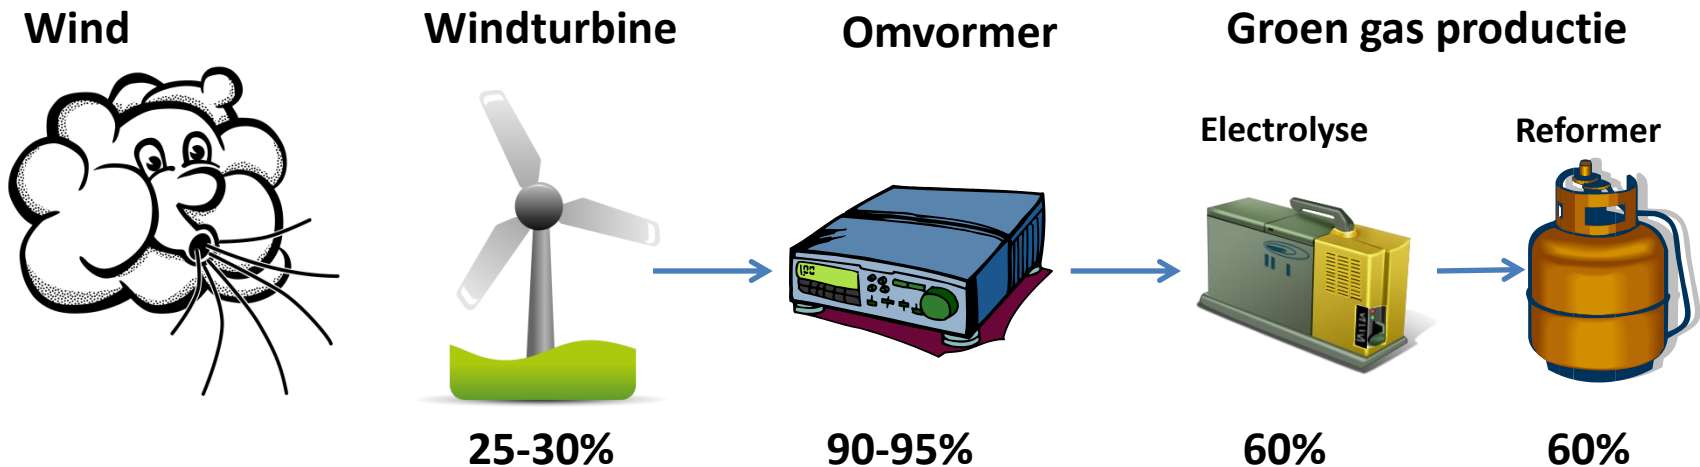 Wind
Windturbine
Omvormer
Groen gas productie
Electrolyse
Reformer
25-30%
90-95%
60%
60%